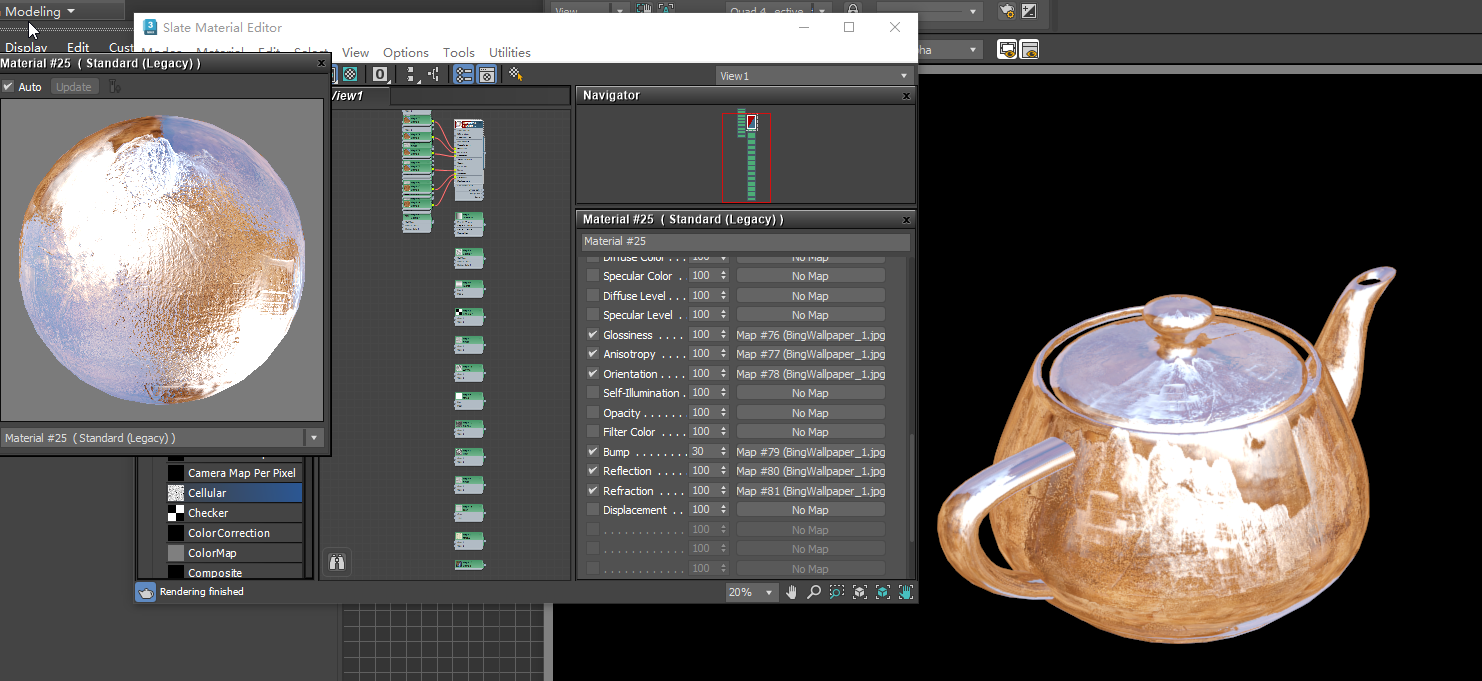 Modeling
View
Quad 4
active
Display Edit Cust
Slate Material Editor
Modes Material Edit Select View Options Tools Utilities
ha
Material #25 ( Standard (Legacy) )
Auto Update
View1
View1
Navigator
Material #25 ( Standard (Legacy) )
Material #25
Diffuse Color . . 100 No Map
Specular Color . 100 No Map
Diffuse Level . . . 100 No Map
Specular Level . 100 No Map
Glossiness . . . . 100 Map #76 (BingWallpaper_1.jpg
Anisotropy . . . . 100 Map #77 (BingWallpaper_1.jpg
Orientation . . . . 100 Map #78 (BingWallpaper_1.jpg
Self-Illumination . 100 No Map
Opacity . . . . . . 100 No Map
Filter Color . . . . 100 No Map
Bump . . . . . . . . 30 Map #79 (BingWallpaper_1.jpg
Reflection . . . . 100 Map #80 (BingWallpaper_1.jpg
Refraction . . . . 100 Map #81 (BingWallpaper_1.jpg
Displacement . . 100 No Map
. . . . . . . . . . . . 100 No Map
. . . . . . . . . . . . 100 No Map
. . . . . . . . . . . . 100 No Map
Material #25 ( Standard (Legacy) )
Camera Map Per Pixel
Cellular
Checker
ColorCorrection
ColorMap
Composite
Rendering finished
20%